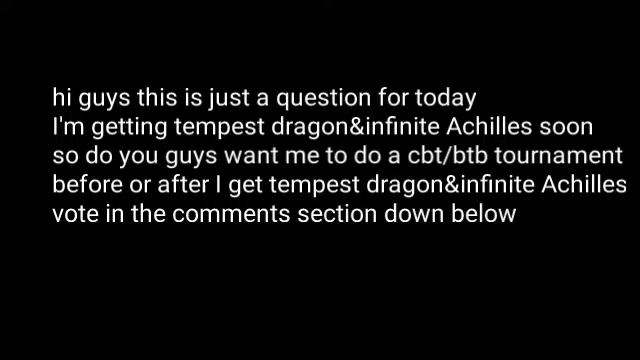 hi guys this is just a question for today
I'm getting tempest dragon&infinite Achilles soon
so do you guys want me to do a cbt/btb tournament
before or after I get tempest dragon&infinite Achilles
vote in the comments section down below